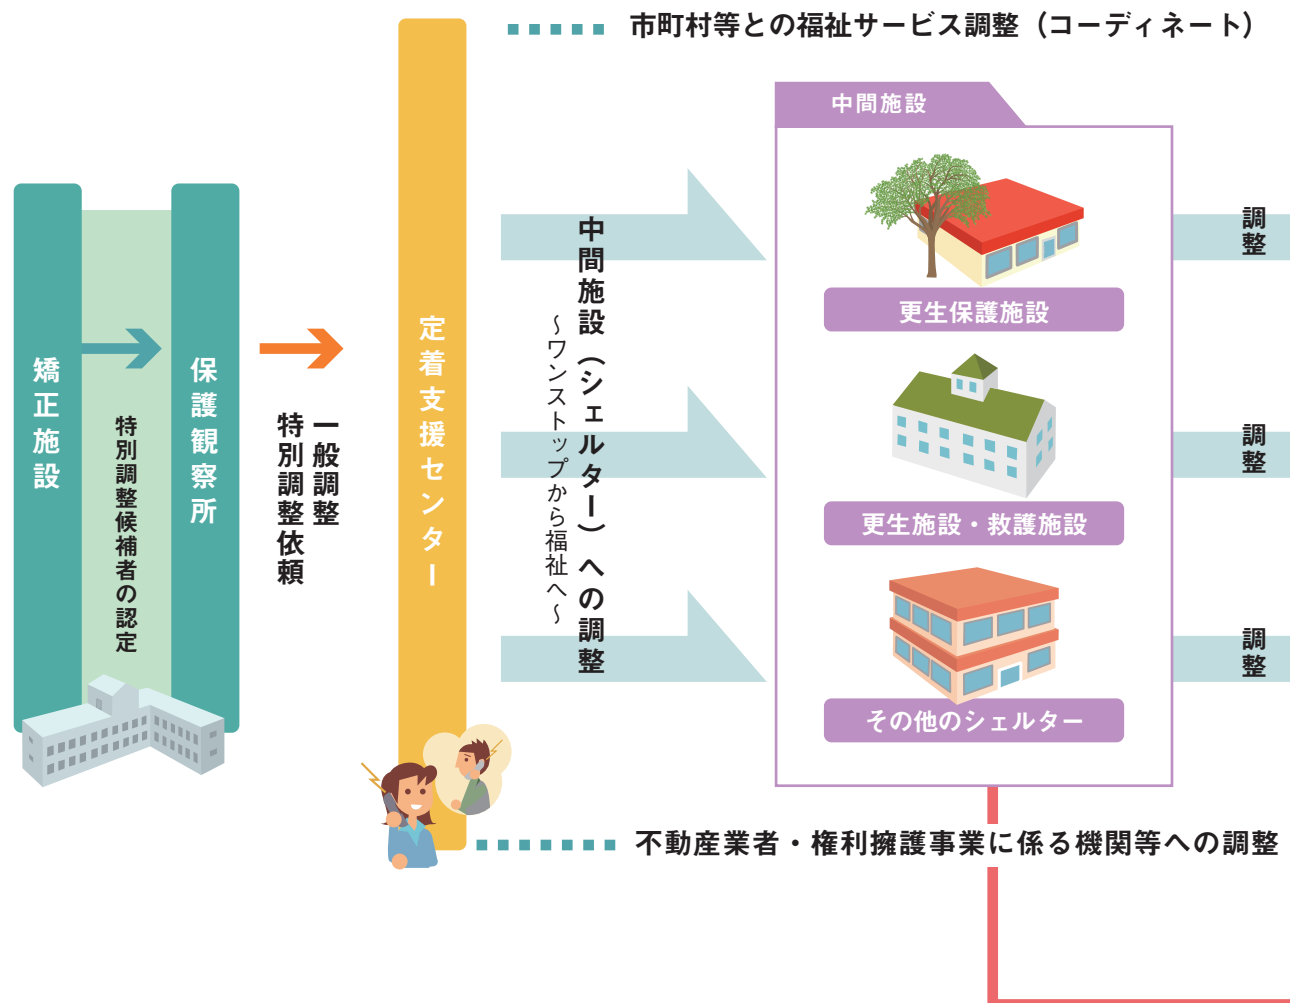 市町村等との福祉サービス調整（コーディネート）
矯正施設
特別調整候補者の認定
保護観察所
一般調整
特別調整依頼
定着支援センター
中間施設（シェルター）への調整
～ワンストップから福祉へ～
中間施設
更生保護施設
更生施設・救護施設
その他のシェルター
調整
調整
調整
不動産業者・権利擁護事業に係る機関等への調整